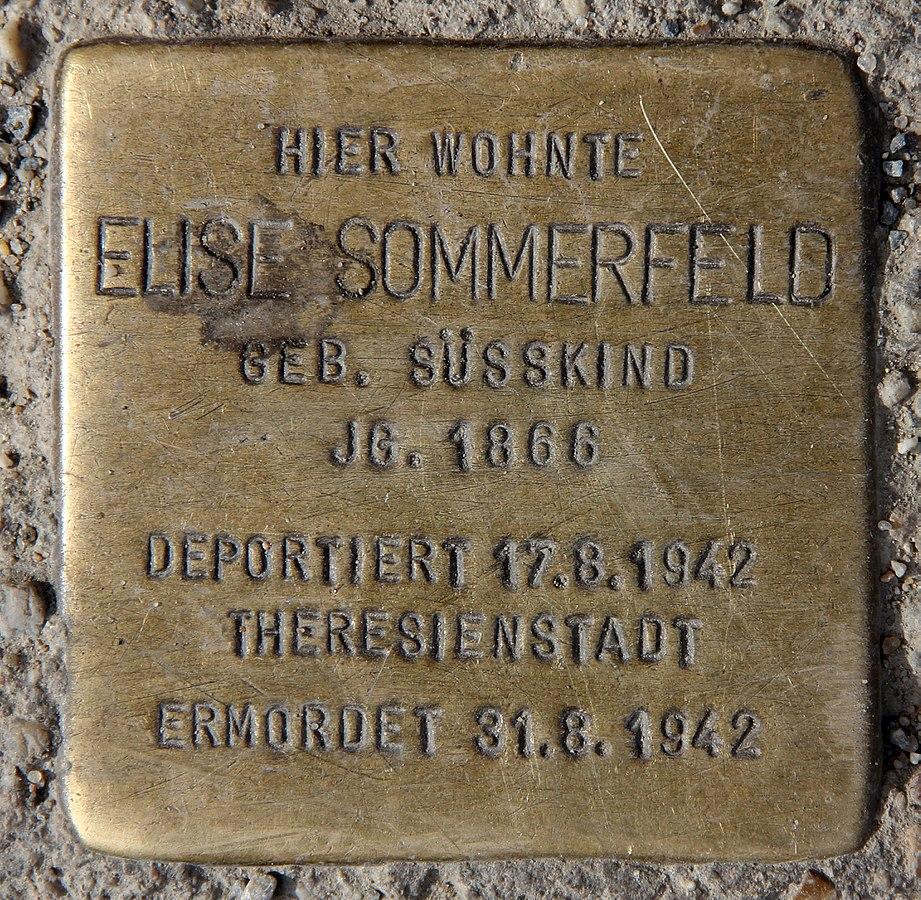 HIER WOHNTE
ELISE SOMMERFELD
GEB. SÜSSKIND
JG. 1866
DEPORTIERT 17.8.1942
THERESIENSTADT
ERMORDET 31.8.1942